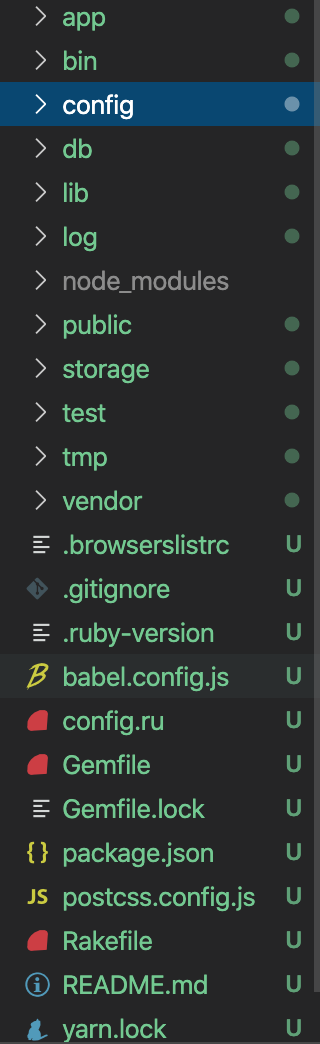 app
bin
config
db
lib
log
node_modules
public
storage
test
tmp
vendor
.browserslistrc U
.gitignore U
.ruby-version U
babel.config.js U
config.ru U
Gemfile U
Gemfile.lock U
{} package.json U
JS postcss.config.js U
Rakefile U
README.md U
yarn.lock U